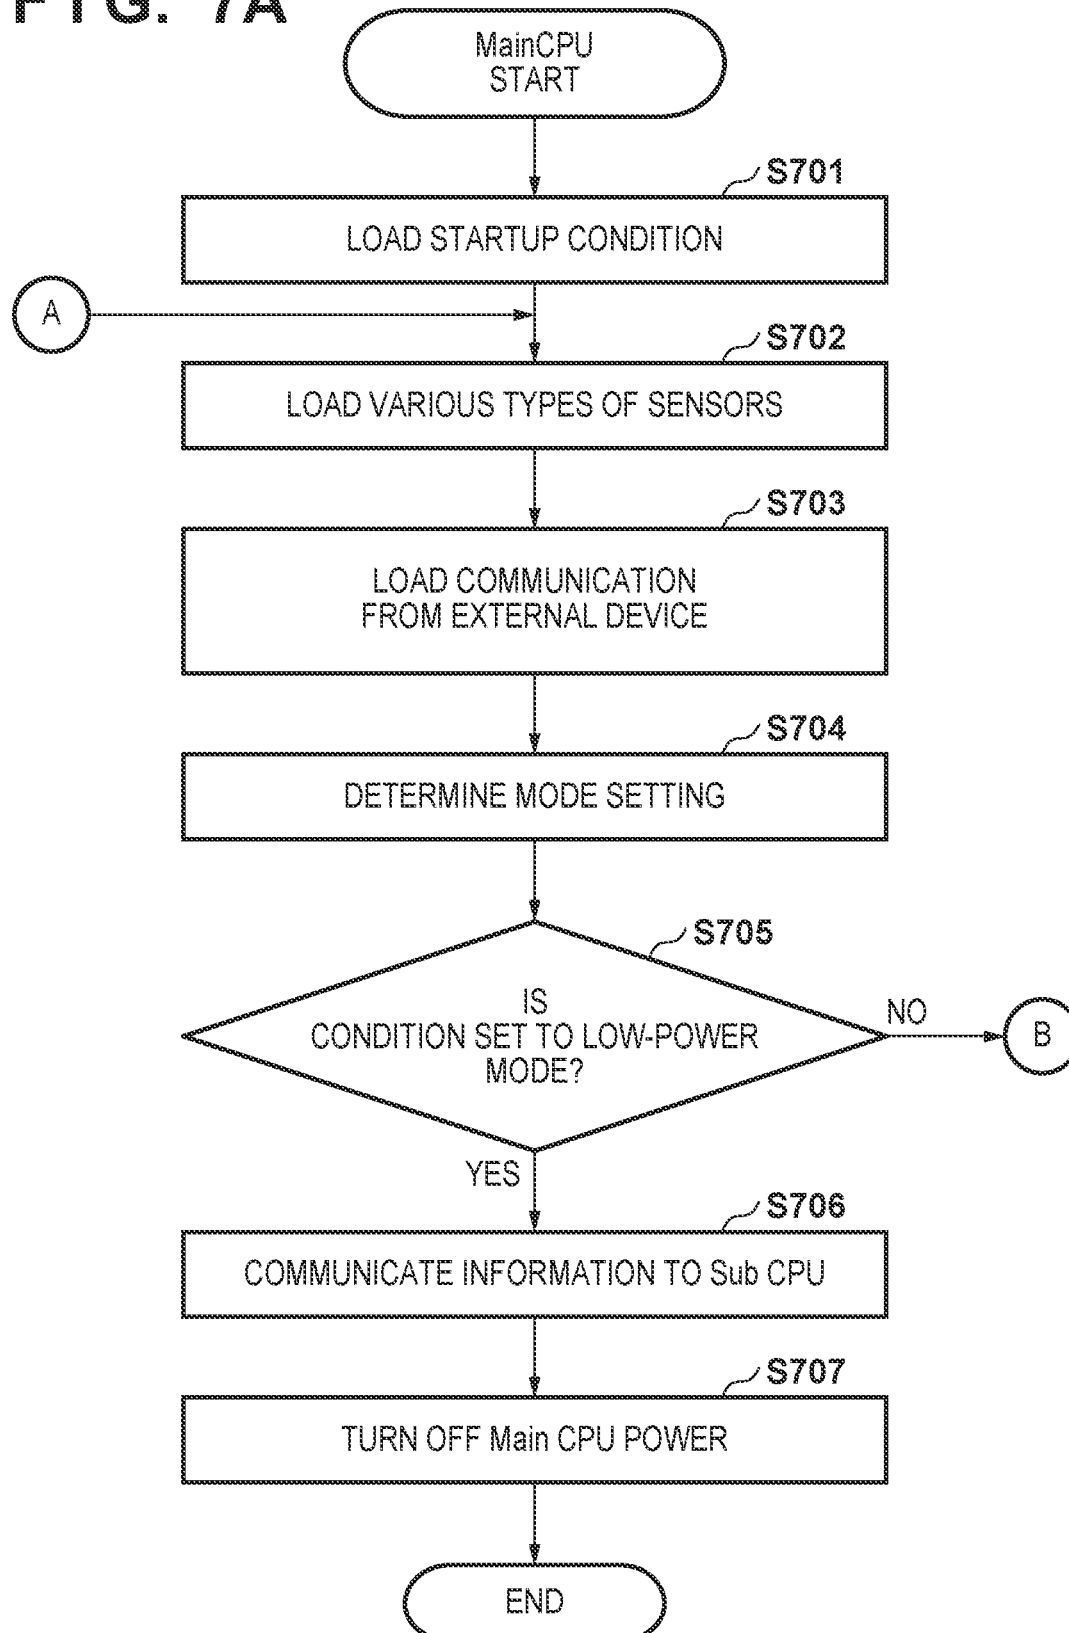 FIG. 7A
MainCPU
START
S701
LOAD STARTUP CONDITION
A
S702
LOAD VARIOUS TYPES OF SENSORS
S703
LOAD COMMUNICATION
FROM EXTERNAL DEVICE
S704
DETERMINE MODE SETTING
S705
IS
CONDITION SET TO LOW-POWER
MODE?
NO
B
YES
S706
COMMUNICATE INFORMATION TO Sub CPU
S707
TURN OFF Main CPU POWER
END